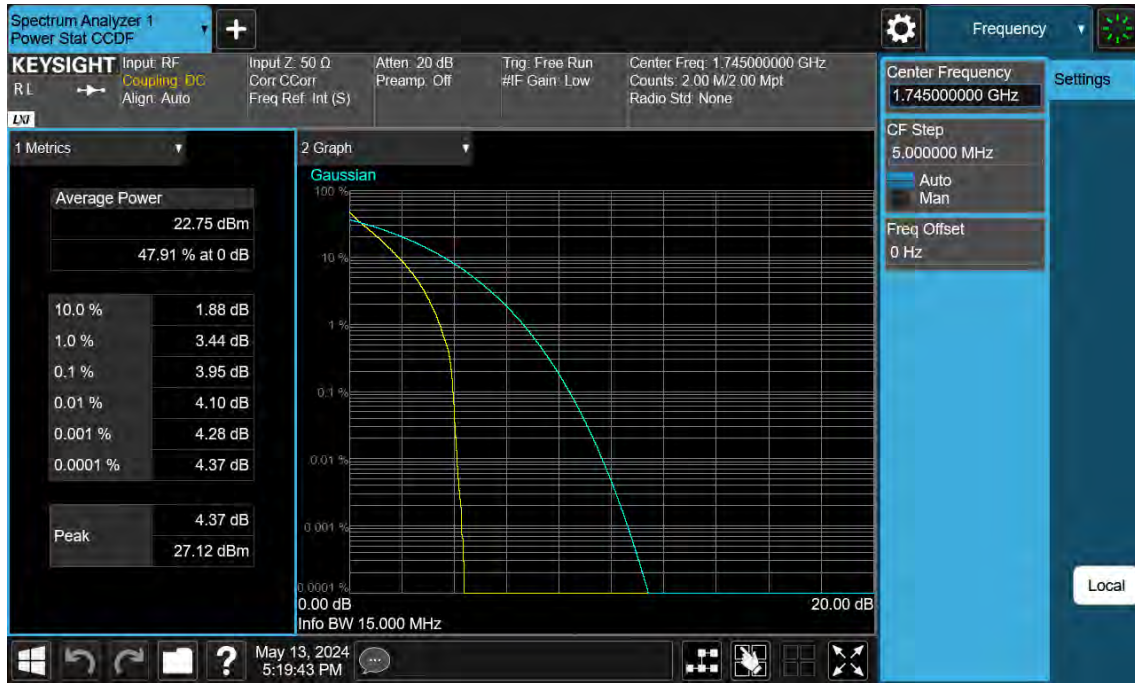 Spectrum Analyzer 1
Power Stat CCDF
Frequency
KEYSIGHT
RL
LXI
Input: RF
Coupling: DC
Align: Auto
Input Z: 50 Ω
Corr CCorr
Freq Ref: Int (S)
Atten: 20 dB
Preamp: Off
Trig: Free Run
#IF Gain: Low
Center Freq: 1.745000000 GHz
Counts: 2.00 M/2.00 Mpt
Radio Std: None
Center Frequency
1.745000000 GHz
Settings
CF Step
5.000000 MHz
Auto
Man
Freq Offset
0 Hz
Local
1 Metrics
Average Power
22.75 dBm
47.91 % at 0 dB
10.0 % 1.88 dB
1.0 % 3.44 dB
0.1 % 3.95 dB
0.01 % 4.10 dB
0.001 % 4.28 dB
0.0001 % 4.37 dB
Peak
4.37 dB
27.12 dBm
2 Graph
Gaussian
100 %
10 %
1 %
0.1 %
0.01 %
0.001 %
0.0001 %
0.00 dB 20.00 dB
Info BW 15.000 MHz
?
May 13, 2024
5:19:43 PM